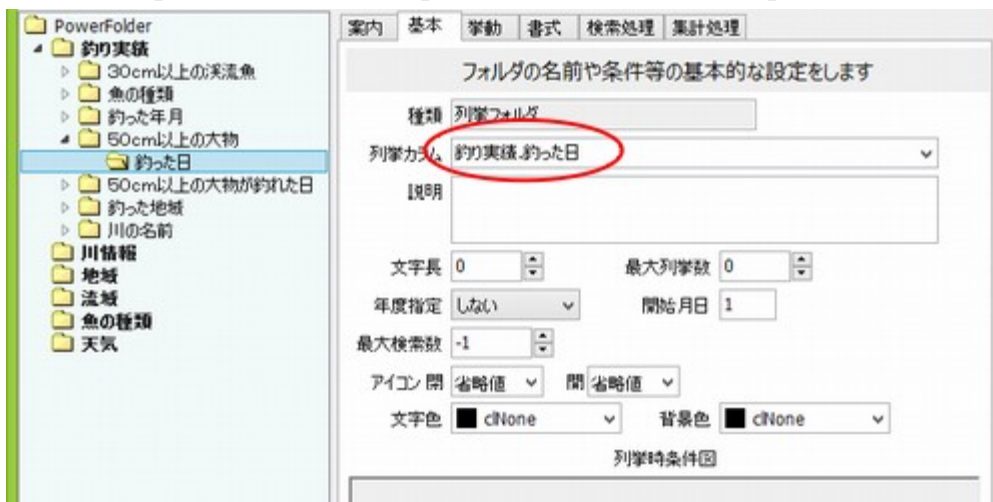 PowerFolder
釣り実績
30cm以上の渓流魚
魚の種類
釣った年月
50cm以上の大物
釣った日
50cm以上の大物が釣れた日
釣った地域
川の名前
川情報
地域
流域
魚の種類
天気
案内 基本 挙動 書式 検索処理 集計処理
フォルダの名前や条件等の基本的な設定をします
種類 列挙フォルダ
列挙カラム 釣り実績.釣った日
説明
文字長 0 最大列挙数 0
年度指定 しない 開始月日 1
最大検索数 -1
アイコン 閉 省略値 開 省略値
文字色 clNone 背景色 clNone
列挙時条件図